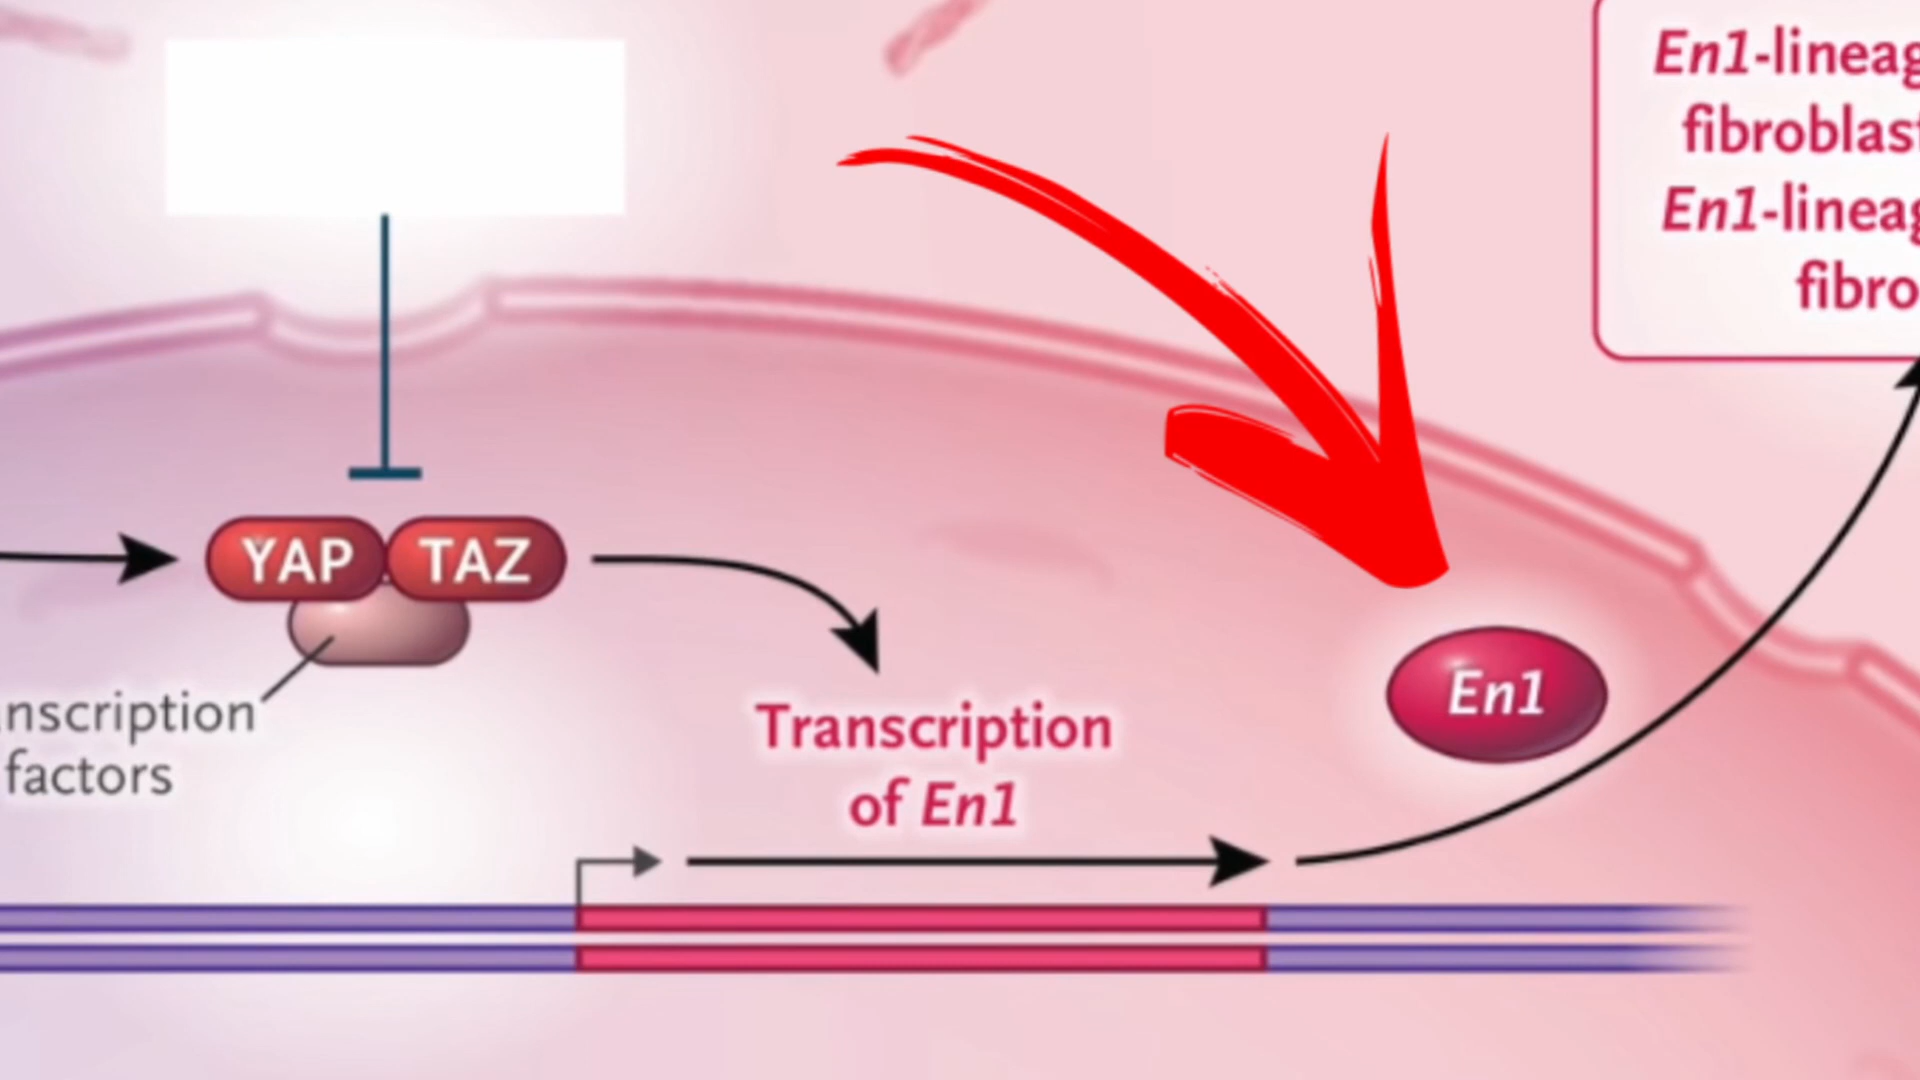 En1-lineag
fibroblast
En1-lineag
fibro
YAP TAZ
nscription
factors
Transcription
of En1
En1